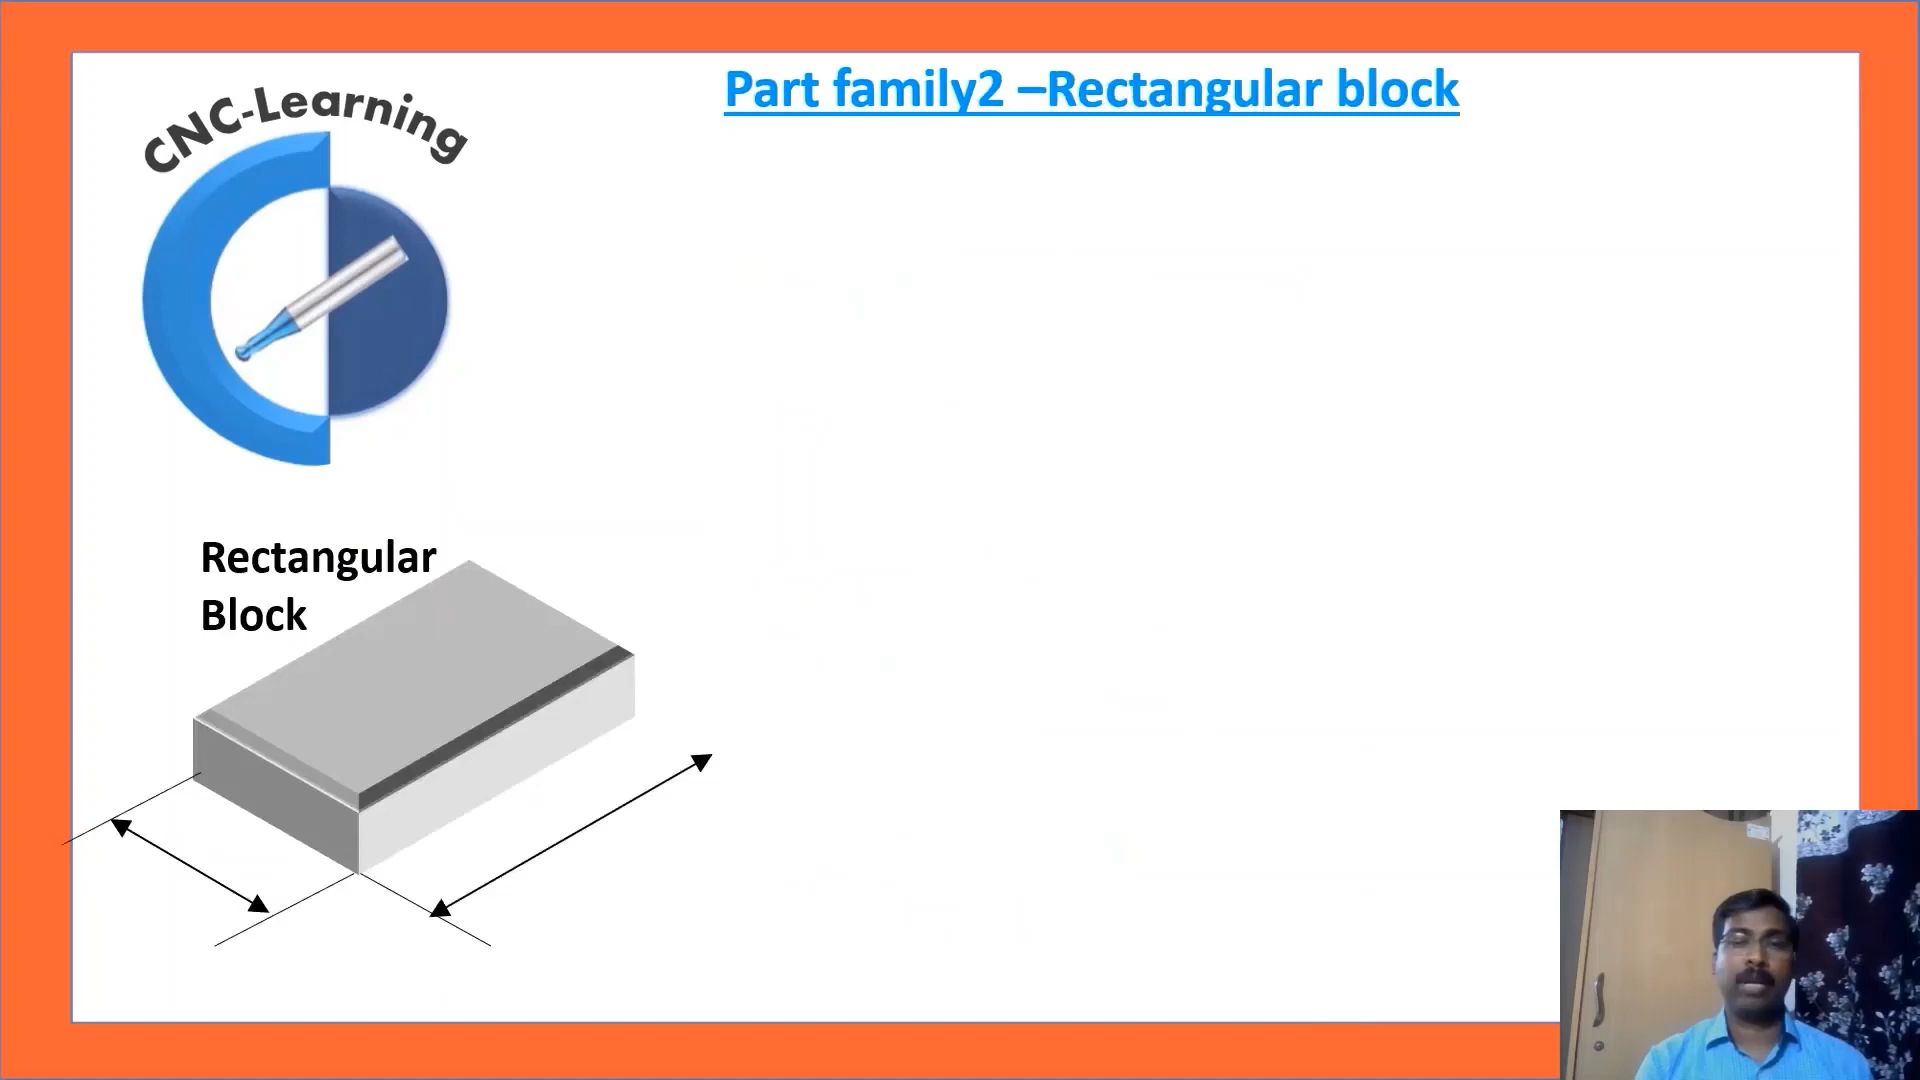 Part family2 –Rectangular block
CNC-Learning
Rectangular
Block